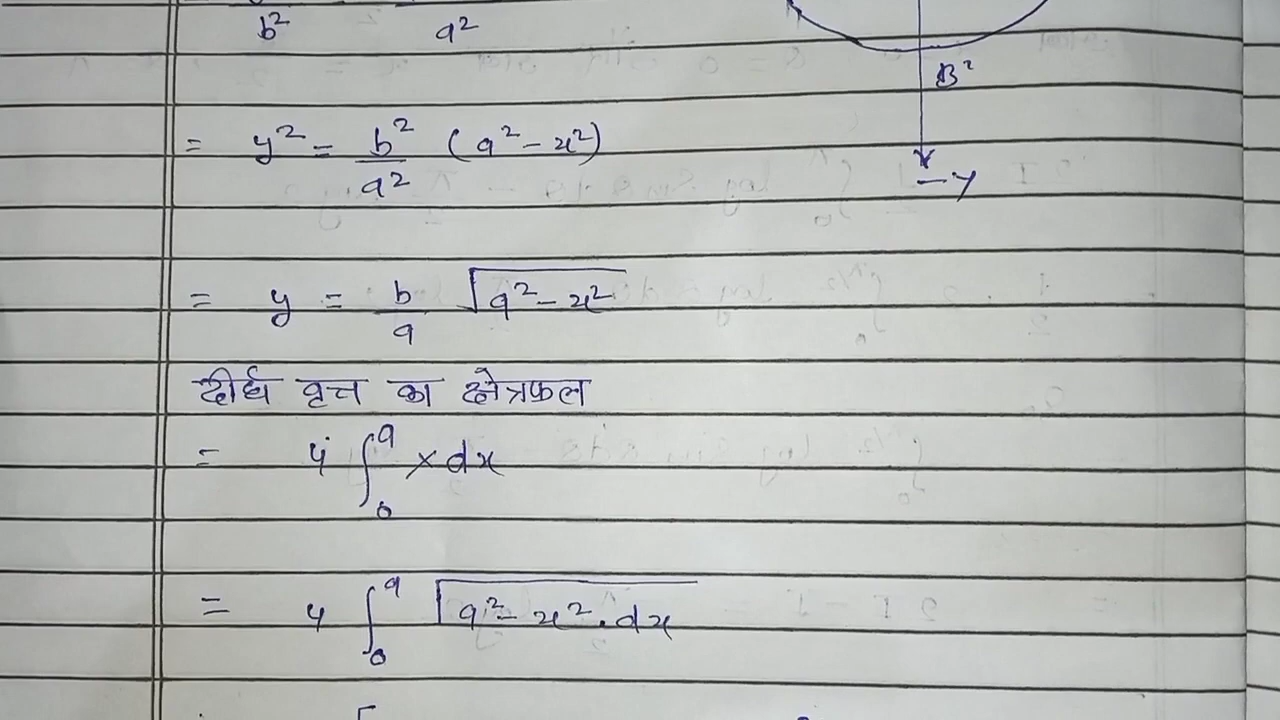 b² a²
B²
= y² = b²/a² (a² - x²)
-y
= y = b/a √(a² - x²)
दीर्घ वृत्त का क्षेत्रफल
= 4 ∫₀ᵃ x dx
= 4 ∫₀ᵃ √(a² - x² . dx)